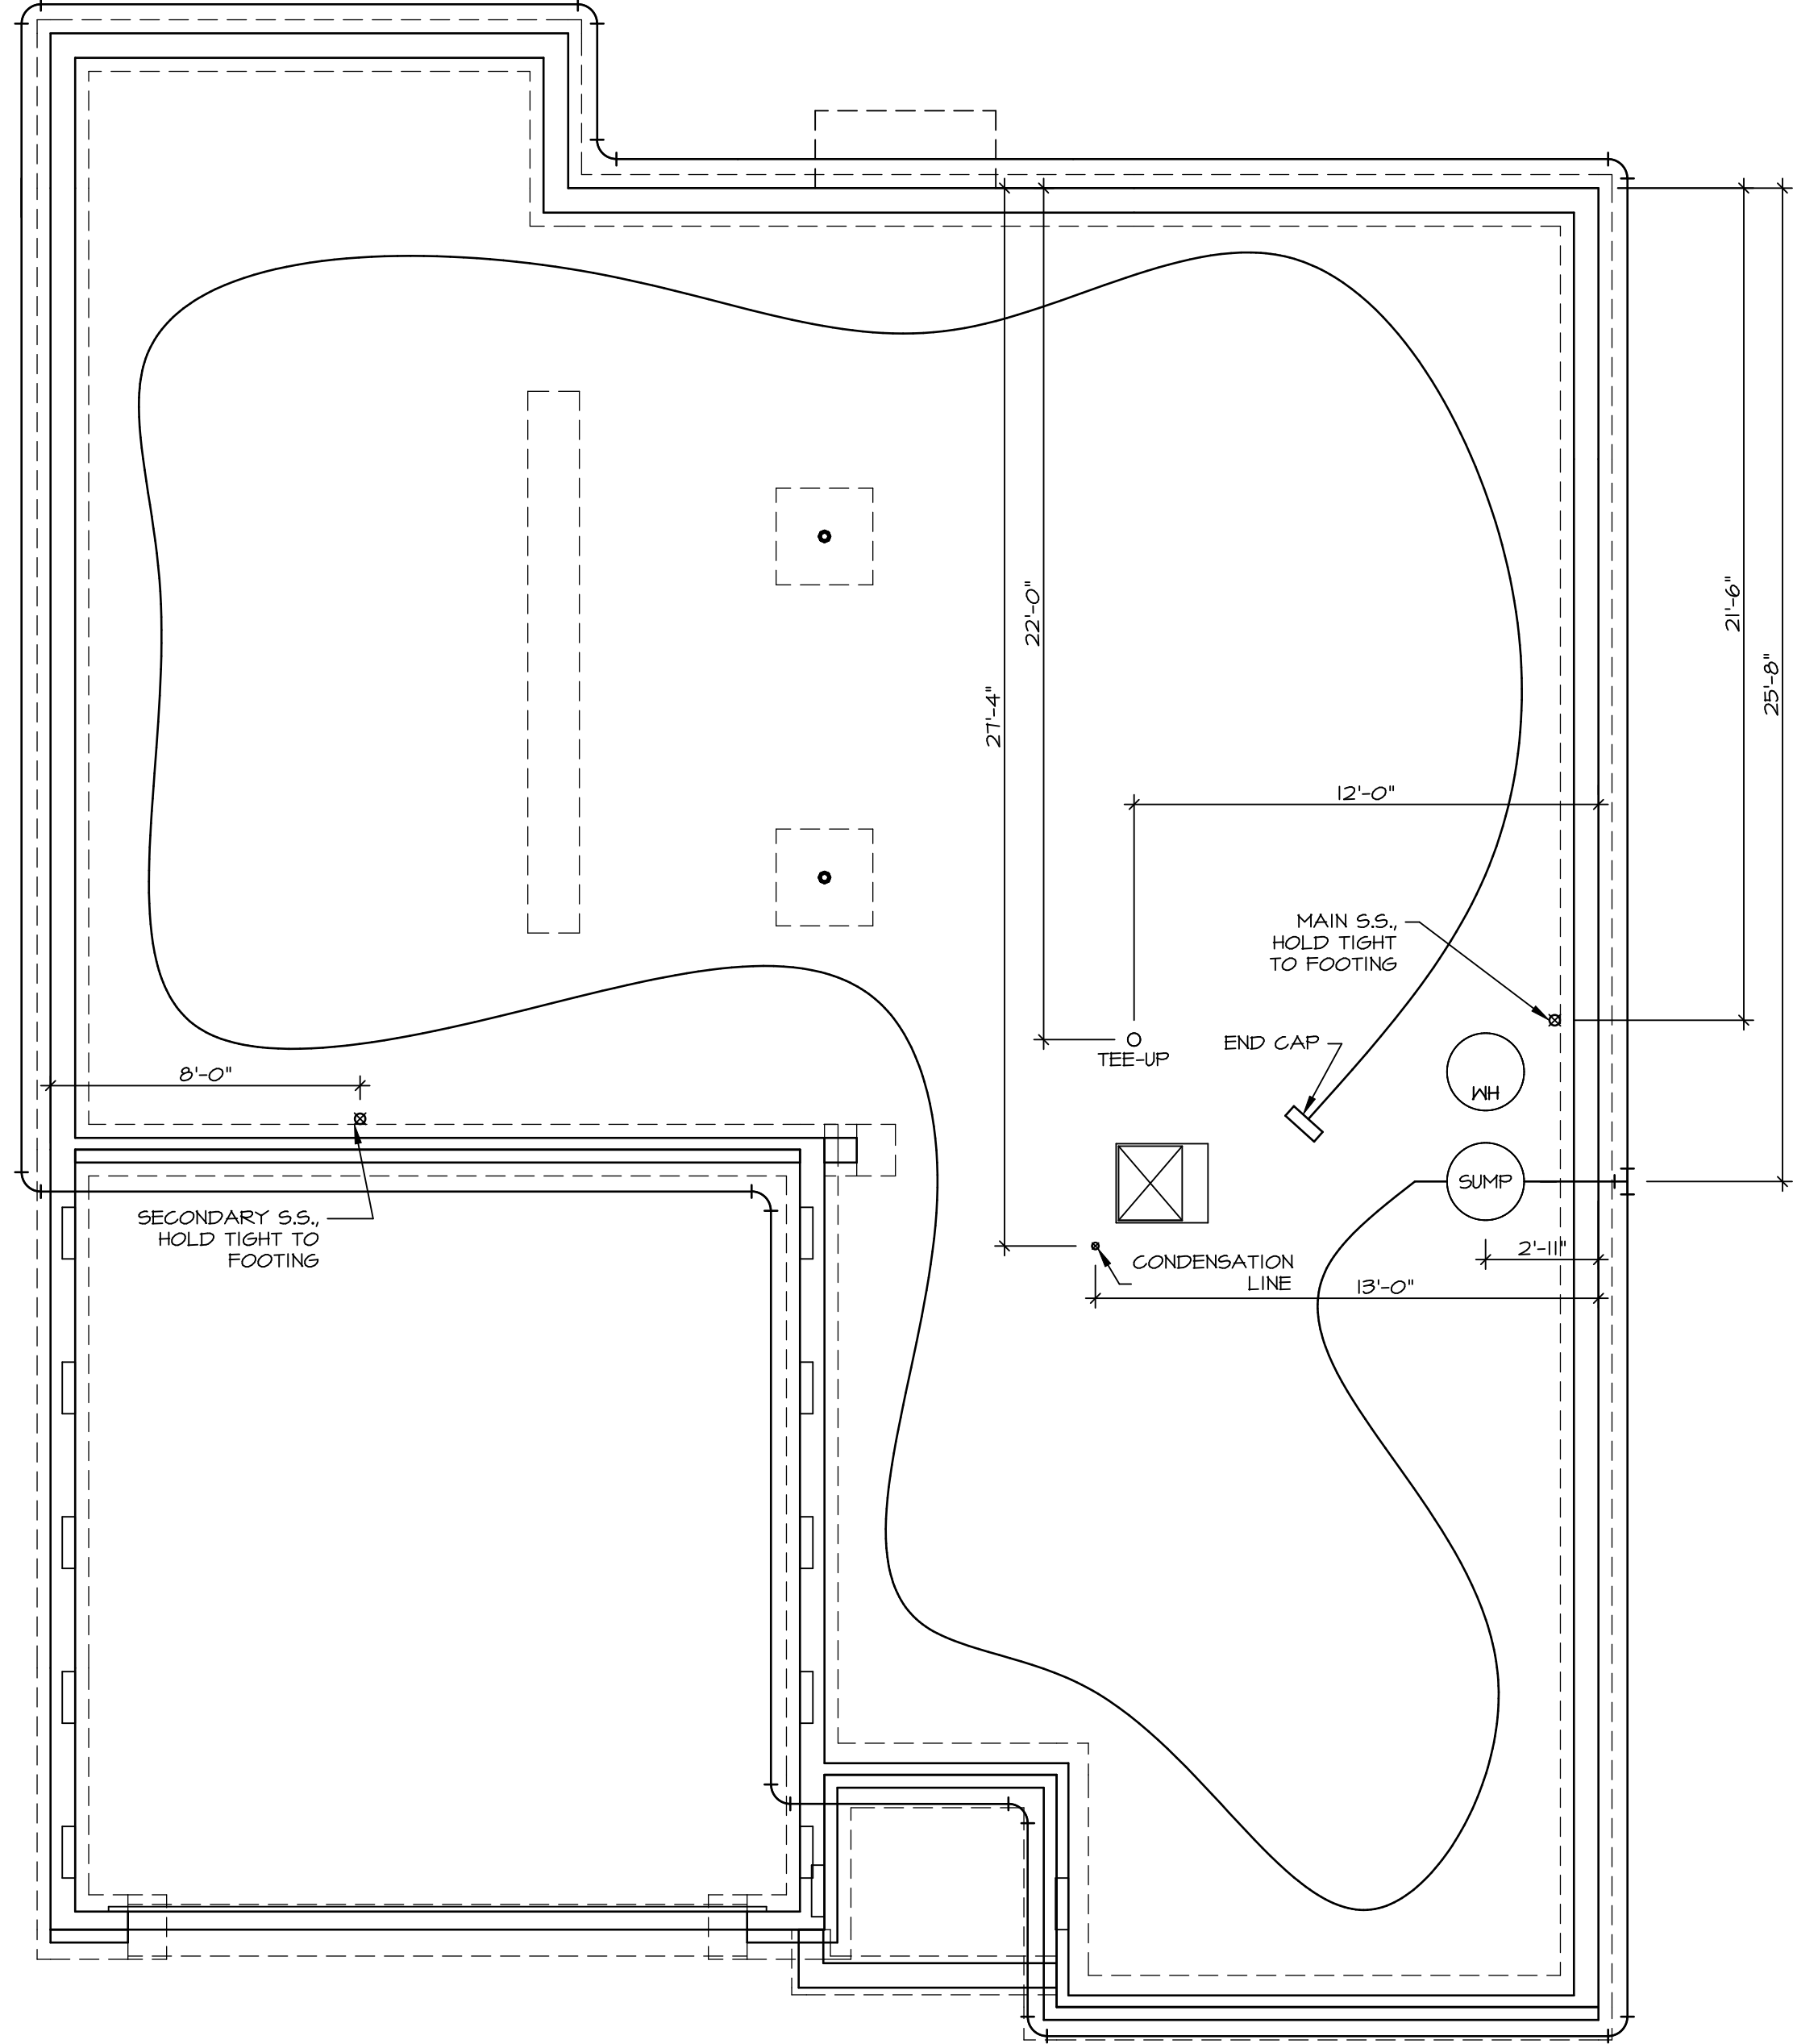 22'-0"
21'-6"
25'-8"
27'-4"
12'-0"
MAIN S.S.,
HOLD TIGHT
TO FOOTING
END CAP
TEE-UP
8'-0"
WH
SUMP
SECONDARY S.S.,
HOLD TIGHT TO
FOOTING
2'-11"
CONDENSATION
LINE
13'-0"